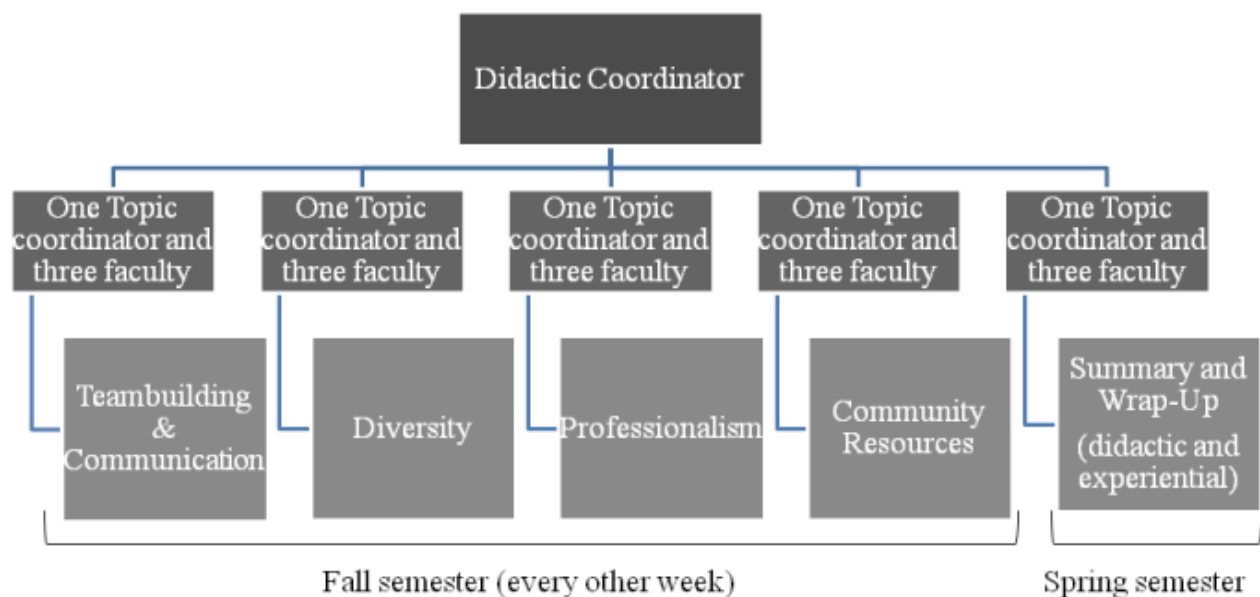 Didactic Coordinator
One Topic
coordinator and
three faculty
One Topic
coordinator and
three faculty
One Topic
coordinator and
three faculty
One Topic
coordinator and
three faculty
One Topic
coordinator and
three faculty
Teambuilding
&
Communication
Diversity
Professionalism
Community
Resources
Summary and
Wrap-Up
(didactic and
experiential)
Fall semester (every other week)
Spring semester